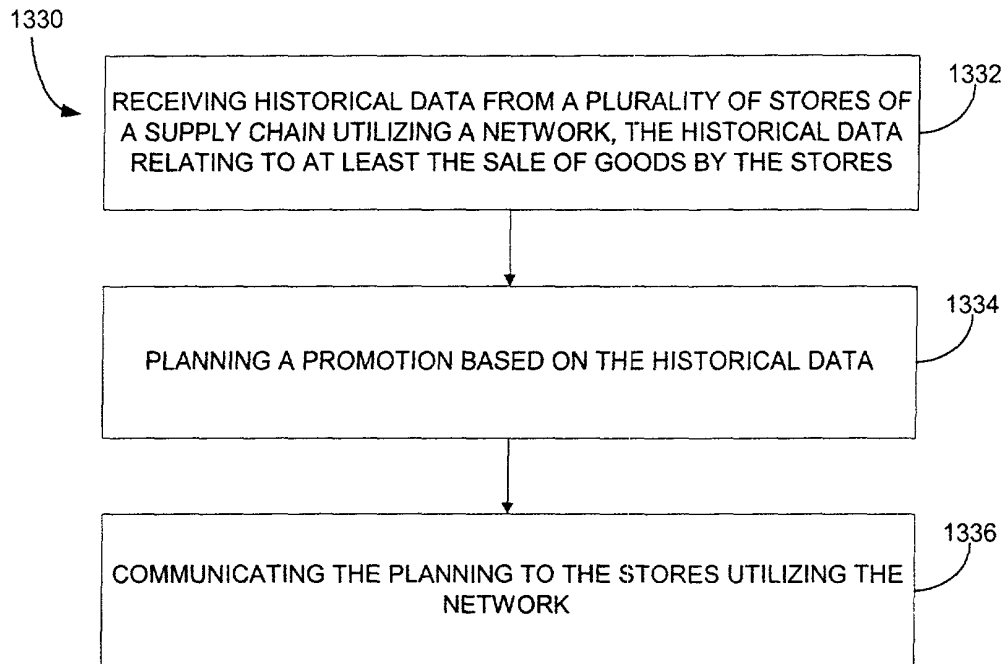 1330
1332
RECEIVING HISTORICAL DATA FROM A PLURALITY OF STORES OF
A SUPPLY CHAIN UTILIZING A NETWORK, THE HISTORICAL DATA
RELATING TO AT LEAST THE SALE OF GOODS BY THE STORES
1334
PLANNING A PROMOTION BASED ON THE HISTORICAL DATA
1336
COMMUNICATING THE PLANNING TO THE STORES UTILIZING THE
NETWORK